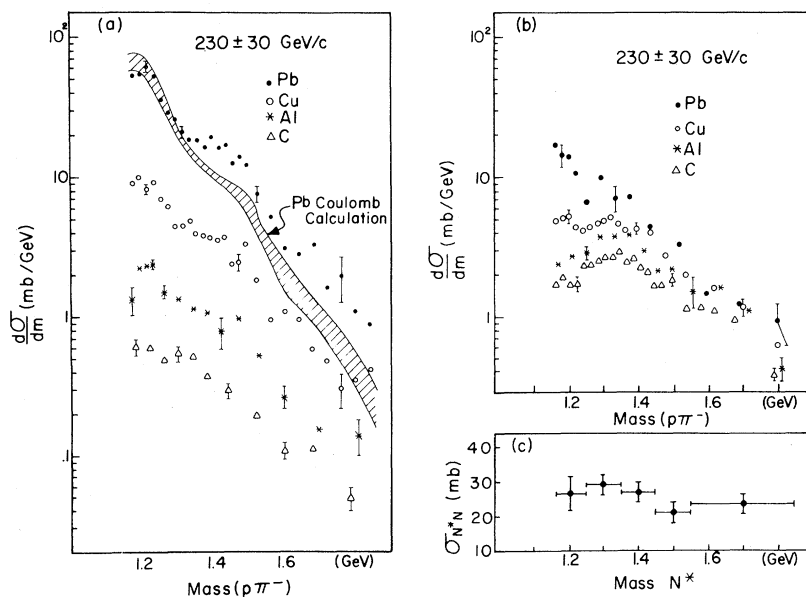 (a)
230 ± 30 GeV/c
Pb
Cu
Al
C
Pb Coulomb
Calculation
dσ
dm
(mb/GeV)
10²
10
1
.1
1.2
1.4
1.6
(GeV)
Mass(pπ⁻)
(b)
230 ± 30 GeV/c
Pb
Cu
Al
C
dσ
dm
(mb/GeV)
10²
10
1
1.2
1.4
1.6
(GeV)
Mass(pπ⁻)
(c)
σN*N (mb)
40
30
20
10
1.2
1.4
1.6
(GeV)
Mass N*